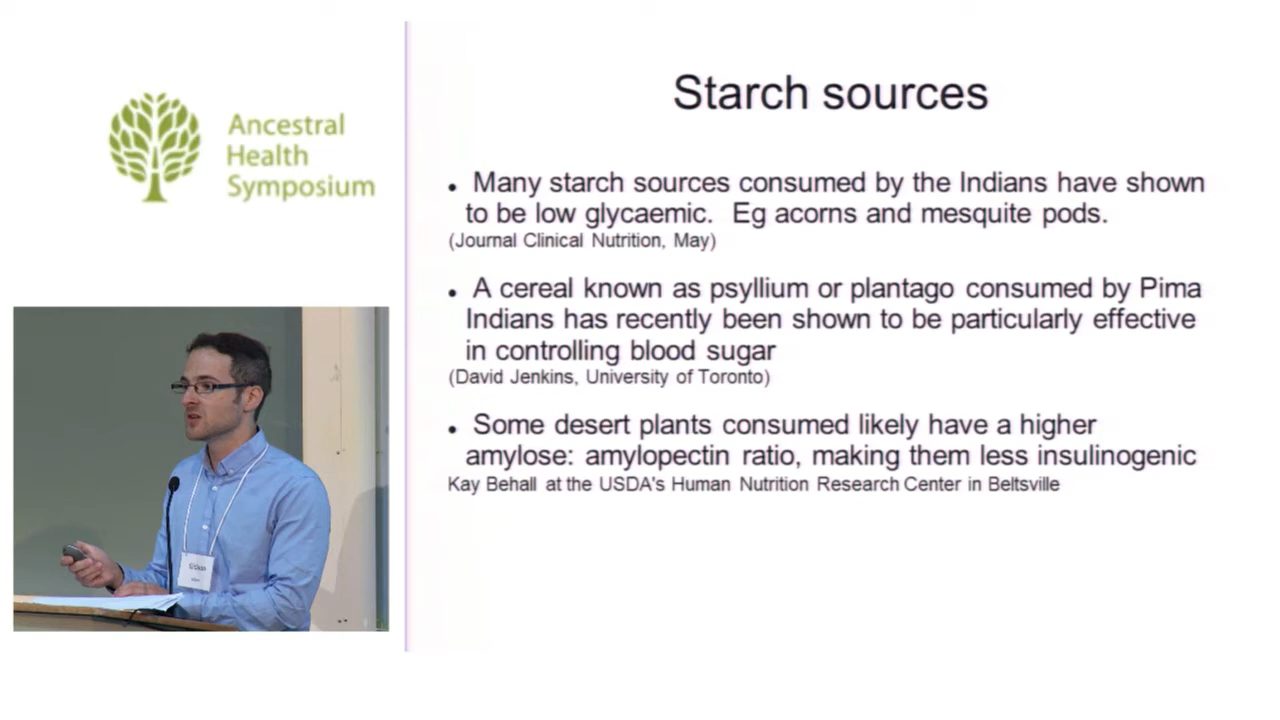 Ancestral
Health
Symposium
Starch sources
• Many starch sources consumed by the Indians have shown
to be low glycaemic. Eg acorns and mesquite pods.
(Journal Clinical Nutrition, May)
• A cereal known as psyllium or plantago consumed by Pima
Indians has recently been shown to be particularly effective
in controlling blood sugar
(David Jenkins, University of Toronto)
• Some desert plants consumed likely have a higher
amylose: amylopectin ratio, making them less insulinogenic
Kay Behall at the USDA's Human Nutrition Research Center in Beltsville